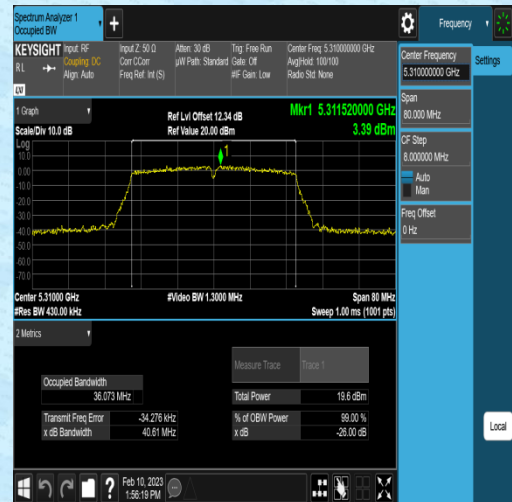 Spectrum Analyzer 1
Occupied BW
Frequency
KEYSIGHT
Input: RF
Input Z: 50 Ω
Atten: 30 dB
Trig: Free Run
Center Freq: 5.310000000 GHz
RL
Coupling: DC
Corr CCorr
µW Path: Standard
Gate: Off
Avg|Hold: 100/100
Align: Auto
Freq Ref: Int (S)
#IF Gain: Low
Radio Std: None
LXI
Center Frequency
5.310000000 GHz
Settings
Span
80.000 MHz
CF Step
8.000000 MHz
Auto
Man
Freq Offset
0 Hz
1 Graph
Ref Lvl Offset 12.34 dB
Mkr1 5.311520000 GHz
Scale/Div 10.0 dB
Ref Value 20.00 dBm
3.39 dBm
Log
10.0
0.00
-10.0
-20.0
-30.0
-40.0
-50.0
-60.0
-70.0
1
Center 5.31000 GHz
#Video BW 1.3000 MHz
Span 80 MHz
#Res BW 430.00 kHz
Sweep 1.00 ms (1001 pts)
2 Metrics
Measure Trace
Trace 1
Occupied Bandwidth
36.073 MHz
Total Power
19.6 dBm
Transmit Freq Error
-34.276 kHz
% of OBW Power
99.00 %
x dB Bandwidth
40.61 MHz
x dB
-26.00 dB
Local
?
Feb 10, 2023
1:56:19 PM